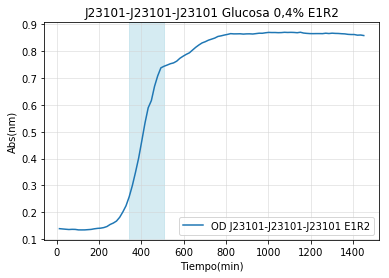 J23101-J23101-J23101 Glucosa 0,4% E1R2
Abs(nm)
0.9
0.8
0.7
0.6
0.5
0.4
0.3
0.2
0.1
OD J23101-J23101-J23101 E1R2
0 200 400 600 800 1000 1200 1400
Tiempo(min)